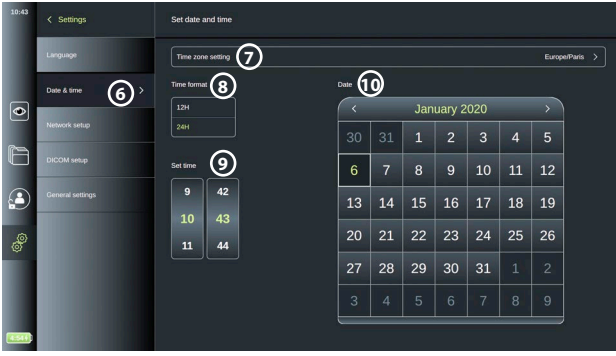 10:43
Settings
Language
Date & time 6
Network setup
DICOM setup
General settings
Set date and time
Time zone setting 7 Europe/Paris
Time format 8
12H
24H
Set time 9
9 42
10 43
11 44
Date 10
January 2020
30 31 1 2 3 4 5
6 7 8 9 10 11 12
13 14 15 16 17 18 19
20 21 22 23 24 25 26
27 28 29 30 31 1 2
3 4 5 6 7 8 9